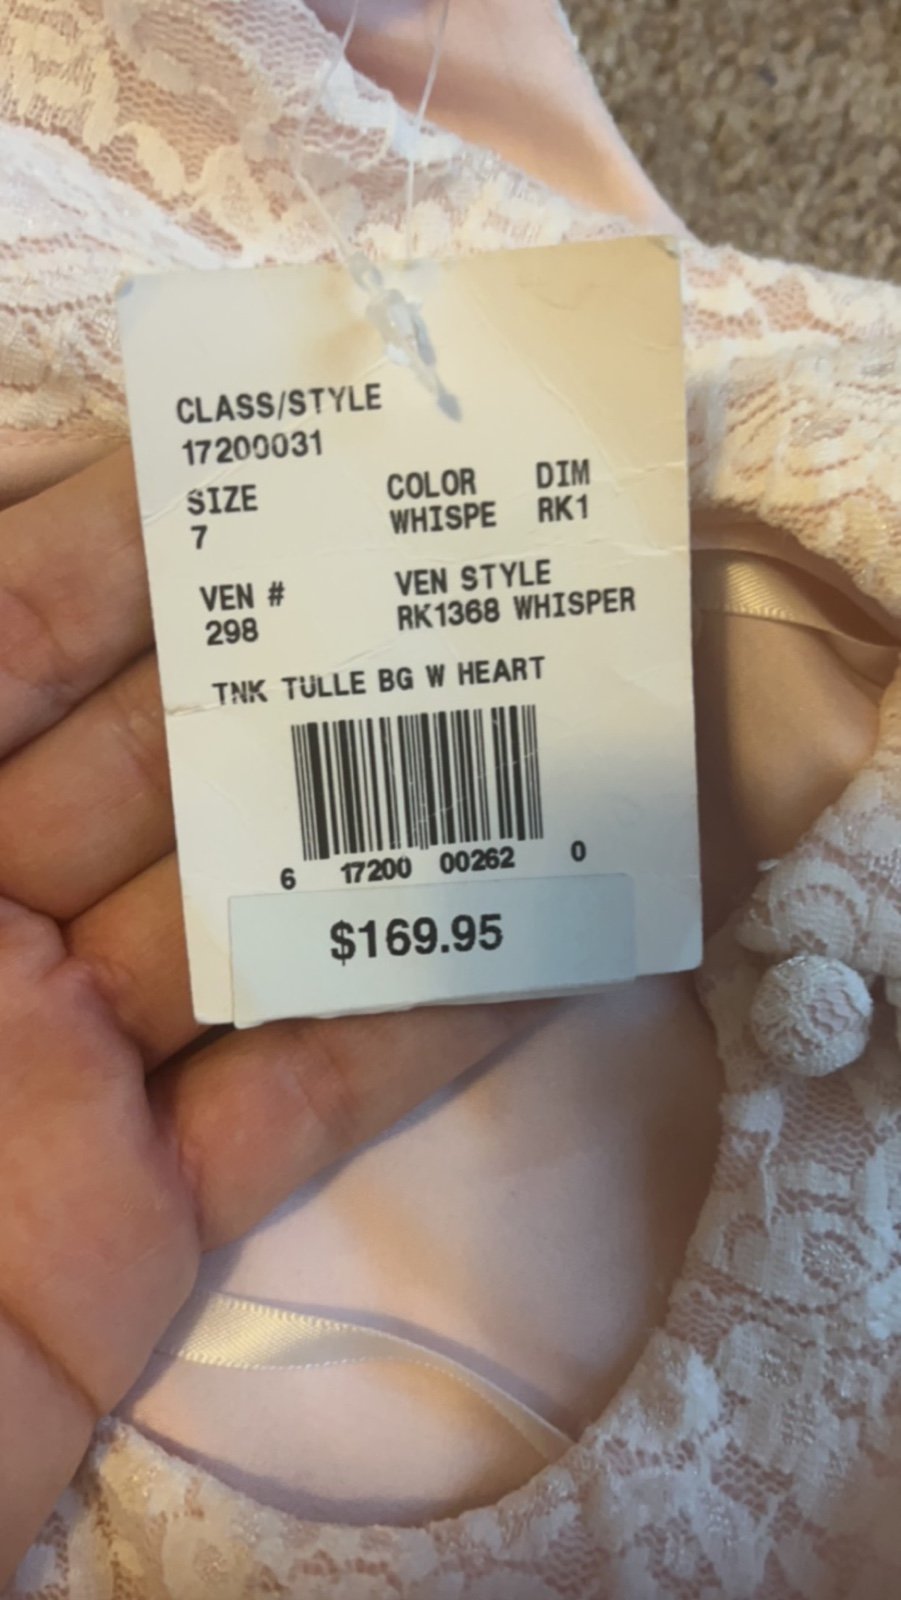 CLASS/STYLE
17200031
SIZE COLOR DIM
7 WHISPE RK1
VEN # VEN STYLE
298 RK1368 WHISPER
TNK TULLE BG W HEART
6 17200 00262 0
$169.95